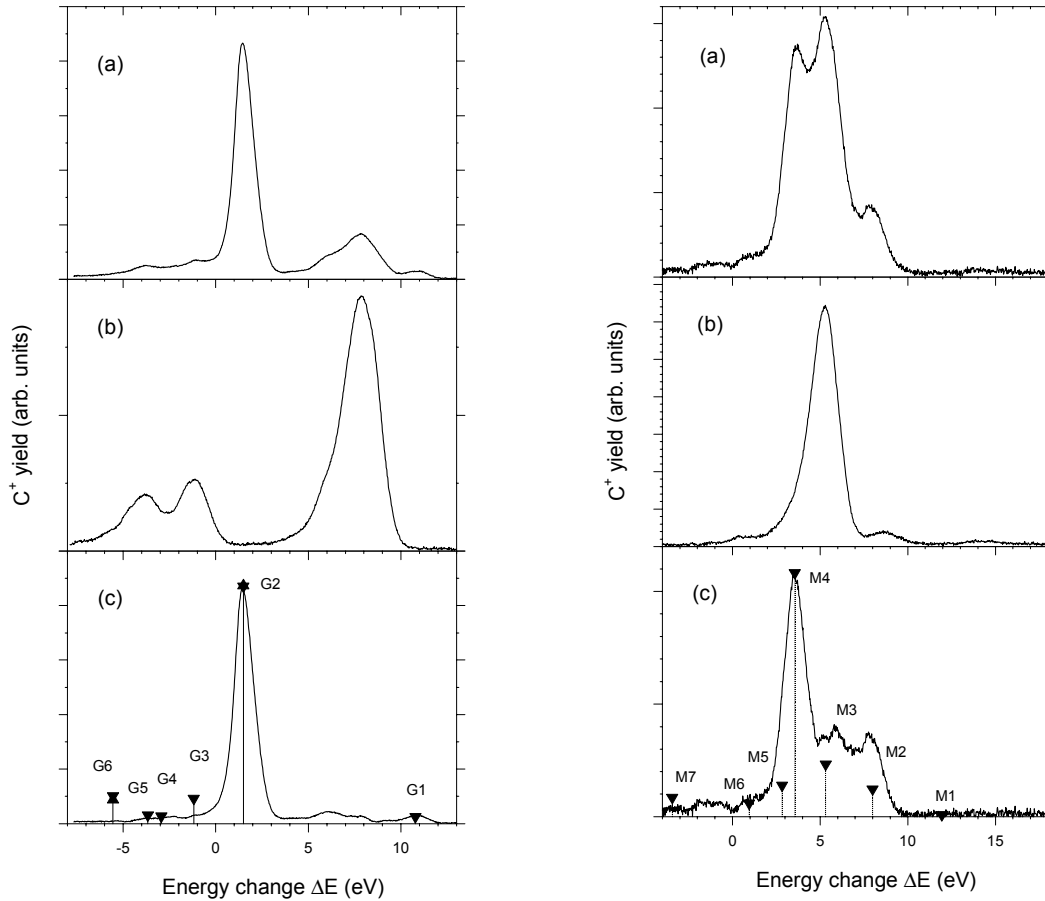 (a)
(b)
(c)
G6
G5
G4
G3
G2
G1
-5
0
5
10
Energy change ΔE (eV)
C⁺ yield (arb. units)
(a)
(b)
(c)
M7
M6
M5
M4
M3
M2
M1
0
5
10
15
Energy change ΔE (eV)
C⁺ yield (arb. units)